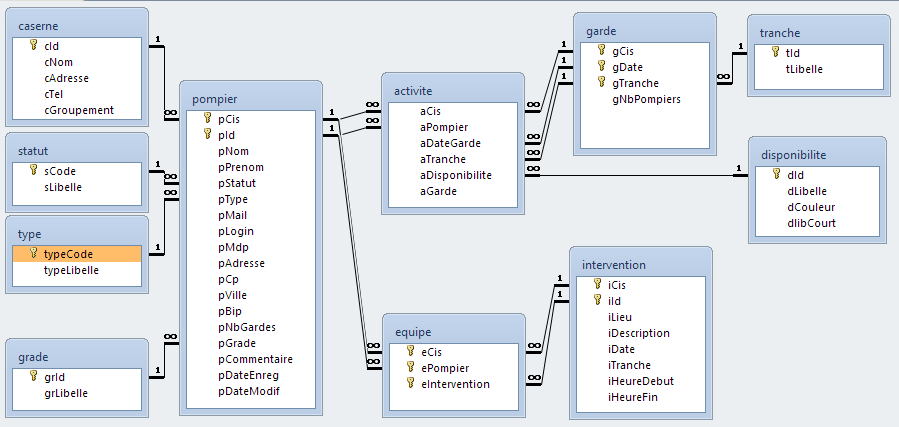 caserne
cId
cNom
cAdresse
cTel
cGroupement
statut
sCode
sLibelle
type
typeCode
typeLibelle
grade
grId
grLibelle
pompier
pCis
pId
pNom
pPrenom
pStatut
pType
pMail
pLogin
pMdp
pAdresse
pCp
pVille
pBip
pNbGardes
pGrade
pCommentaire
pDateEnreg
pDateModif
activite
aCis
aPompier
aDateGarde
aTranche
aDisponibilite
aGarde
equipe
eCis
ePompier
eIntervention
garde
gCis
gDate
gTranche
gNbPompiers
intervention
iCis
iId
iLieu
iDescription
iDate
iTranche
iHeureDebut
iHeureFin
tranche
tId
tLibelle
disponibilite
dId
dLibelle
dCouleur
dlibCourt
1
∞
1
∞
1
∞
1
∞
1
1
∞
∞
∞
∞
1
1
1
∞
∞
∞
1
∞
1
∞
∞
1
1
∞